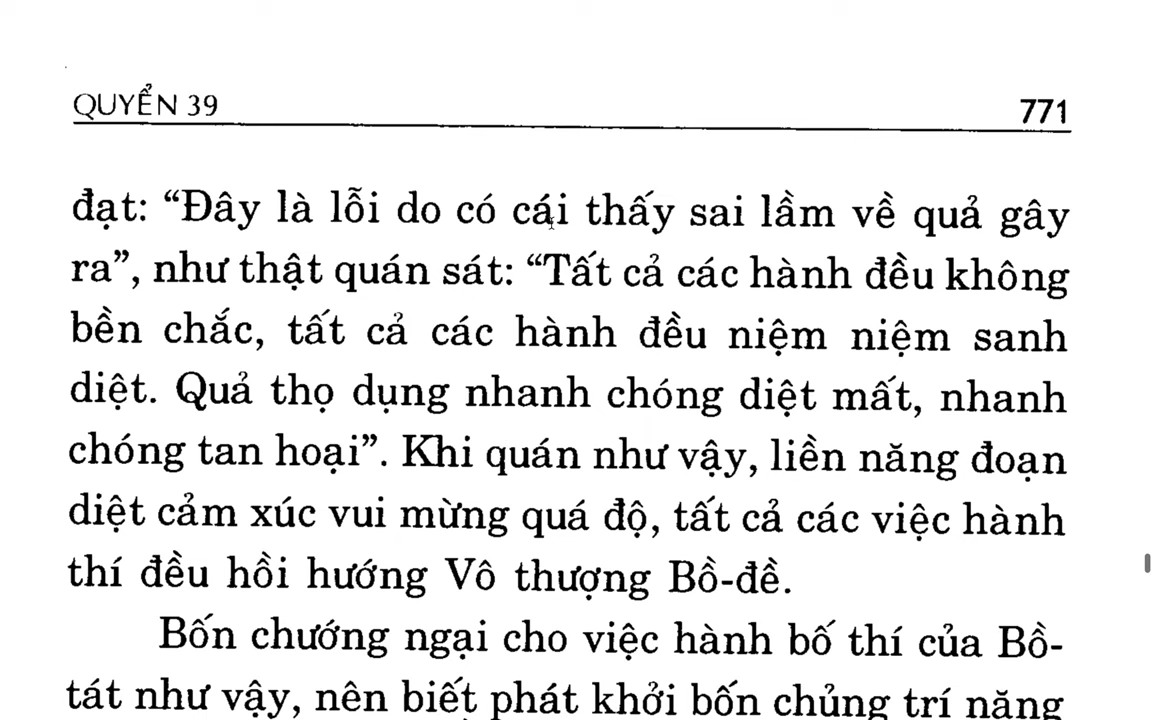 QUYỂN 39 771
đạt: “Đây là lỗi do có cái thấy sai lầm về quả gây
ra”, như thật quán sát: “Tất cả các hành đều không
bền chắc, tất cả các hành đều niệm niệm sanh
diệt. Quả thọ dụng nhanh chóng diệt mất, nhanh
chóng tan hoại”. Khi quán như vậy, liền năng đoạn
diệt cảm xúc vui mừng quá độ, tất cả các việc hành
thí đều hồi hướng Vô thượng Bồ-đề.
Bốn chướng ngại cho việc hành bố thí của Bồ-
tát như vậy, nên biết phát khởi bốn chủng trí năng